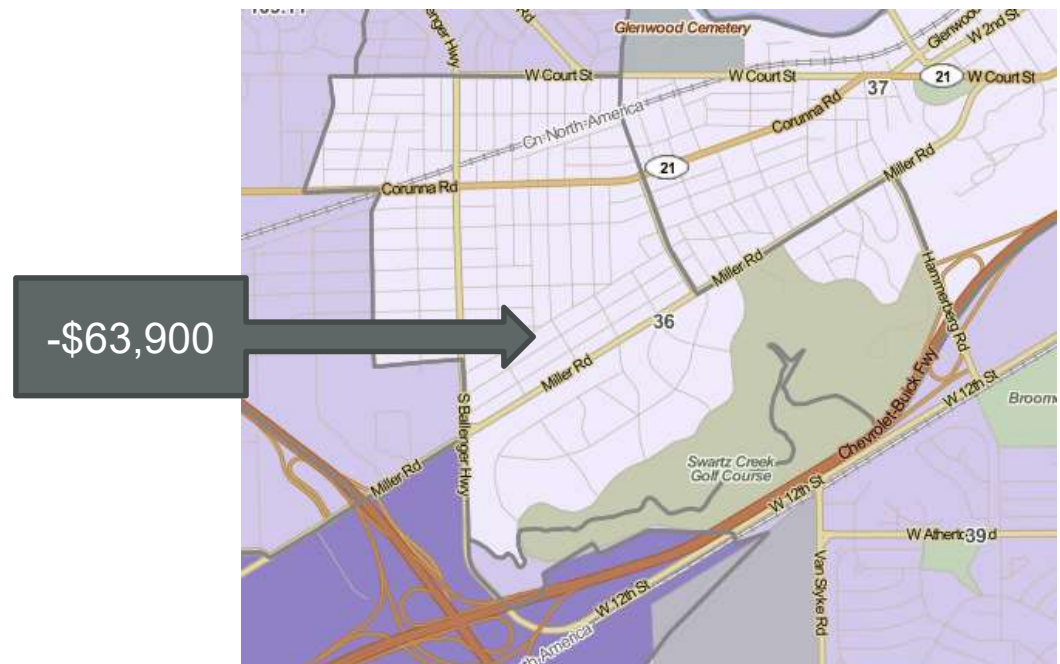 Glenwood Cemetery
W 2nd St
W Court St
W Court St
21
W Court St
37
Cn North America
Corunna Rd
21
Miller Rd
Corunna Rd
Hammerberg Rd
Miller Rd
-$63,900
36
Miller Rd
S Ballenger Hwy
Chevrolet-Buick Fwy
W 12th St
Swartz Creek
Golf Course
Miller Rd
W 12th St
39
Van Slyke Rd
W 12th St